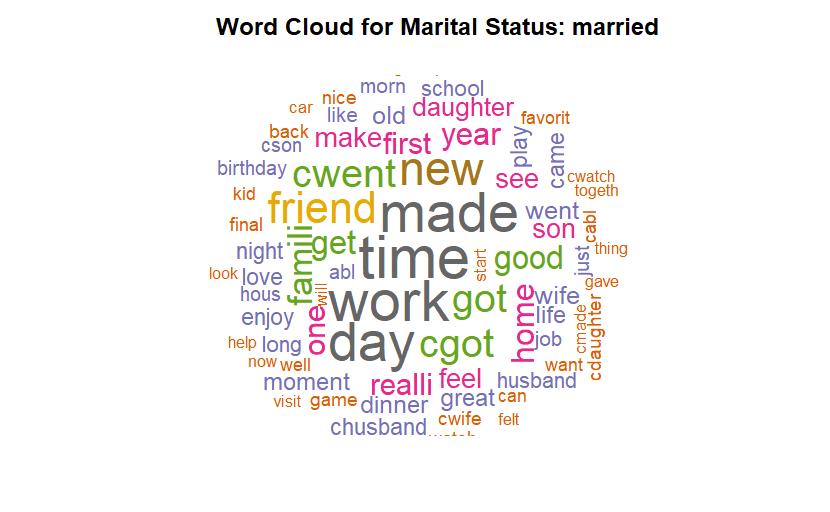 Word Cloud for Marital Status: married
morn school
car nice like old daughter favorit
back cson make first year play came
birthday cwent new see cwatch togeth
kid friend made went cabl
final famili get son thing
night time start good just
look love abl gave
hous will work got home wife
enjoy one life cmade cdaughter
help long day cgot job
now well want
moment realli feel husband
visit game dinner great can
chusband cwife felt